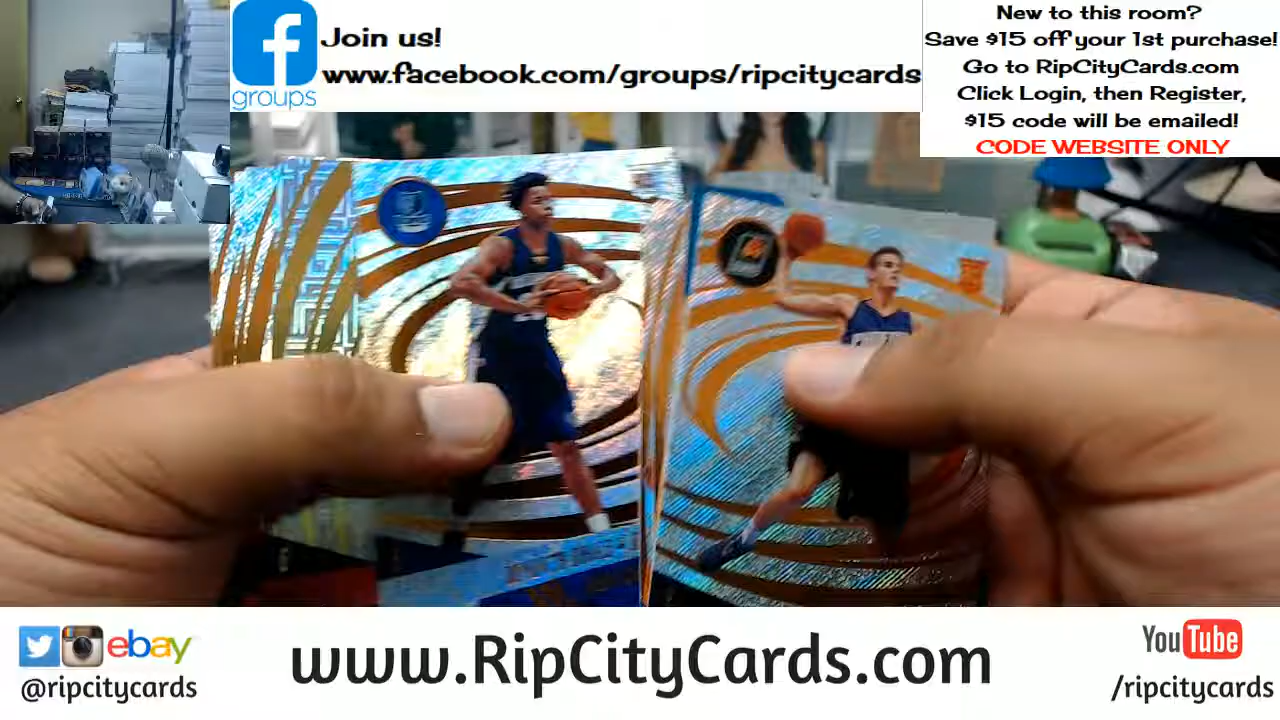 Join us!
www.facebook.com/groups/ripcitycards
groups
New to this room?
Save $15 off your 1st purchase!
Go to RipCityCards.com
Click Login, then Register,
$15 code will be emailed!
CODE WEBSITE ONLY
ebay
@ripcitycards
www.RipCityCards.com
YouTube
/ripcitycards